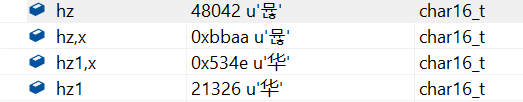 hz 48042 u'뮪' char16_t
hz,x 0xbbaa u'뮪' char16_t
hz1,x 0x534e u'华' char16_t
hz1 21326 u'华' char16_t